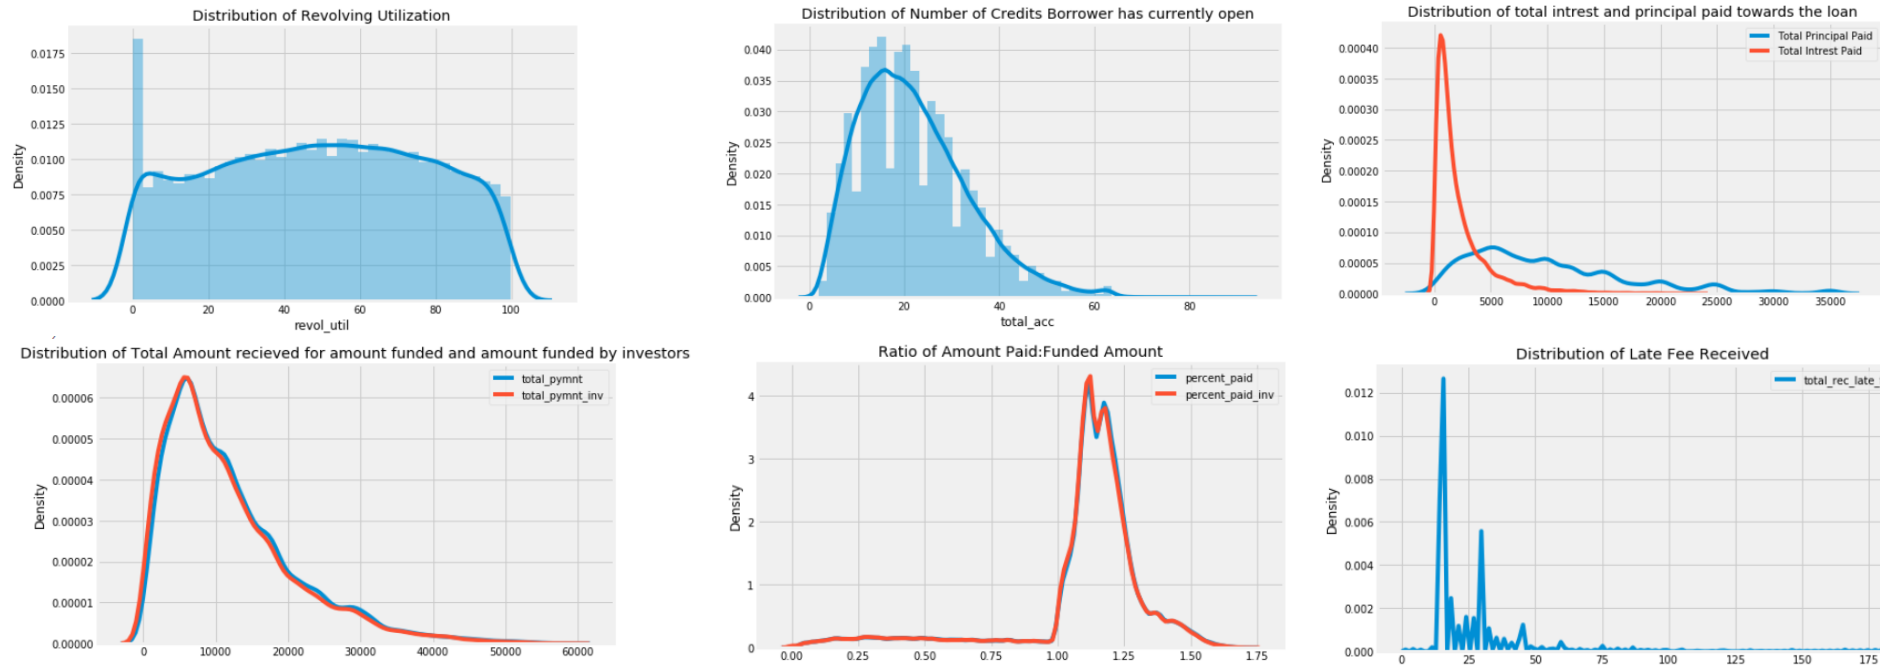 Distribution of Revolving Utilization
0.0175
0.0150
0.0125
0.0100
0.0075
0.0050
0.0025
0.0000
Density
0 20 40 60 80 100
revol_util
Distribution of Number of Credits Borrower has currently open
0.040
0.035
0.030
0.025
0.020
0.015
0.010
0.005
0.000
Density
0 20 40 60 80
total_acc
Distribution of total intrest and principal paid towards the loan
Total Principal Paid
Total Intrest Paid
0.00040
0.00035
0.00030
0.00025
0.00020
0.00015
0.00010
0.00005
0.00000
Density
0 5000 10000 15000 20000 25000 30000 35000
Distribution of Total Amount recieved for amount funded and amount funded by investors
total_pymnt
total_pymnt_inv
0.00006
0.00005
0.00004
0.00003
0.00002
0.00001
0.00000
Density
0 10000 20000 30000 40000 50000 60000
Ratio of Amount Paid:Funded Amount
percent_paid
percent_paid_inv
4
3
2
1
0
Density
0.00 0.25 0.50 0.75 1.00 1.25 1.50 1.75
Distribution of Late Fee Received
total_rec_late_
0.012
0.010
0.008
0.006
0.004
0.002
0.000
Density
0 25 50 75 100 125 150 175